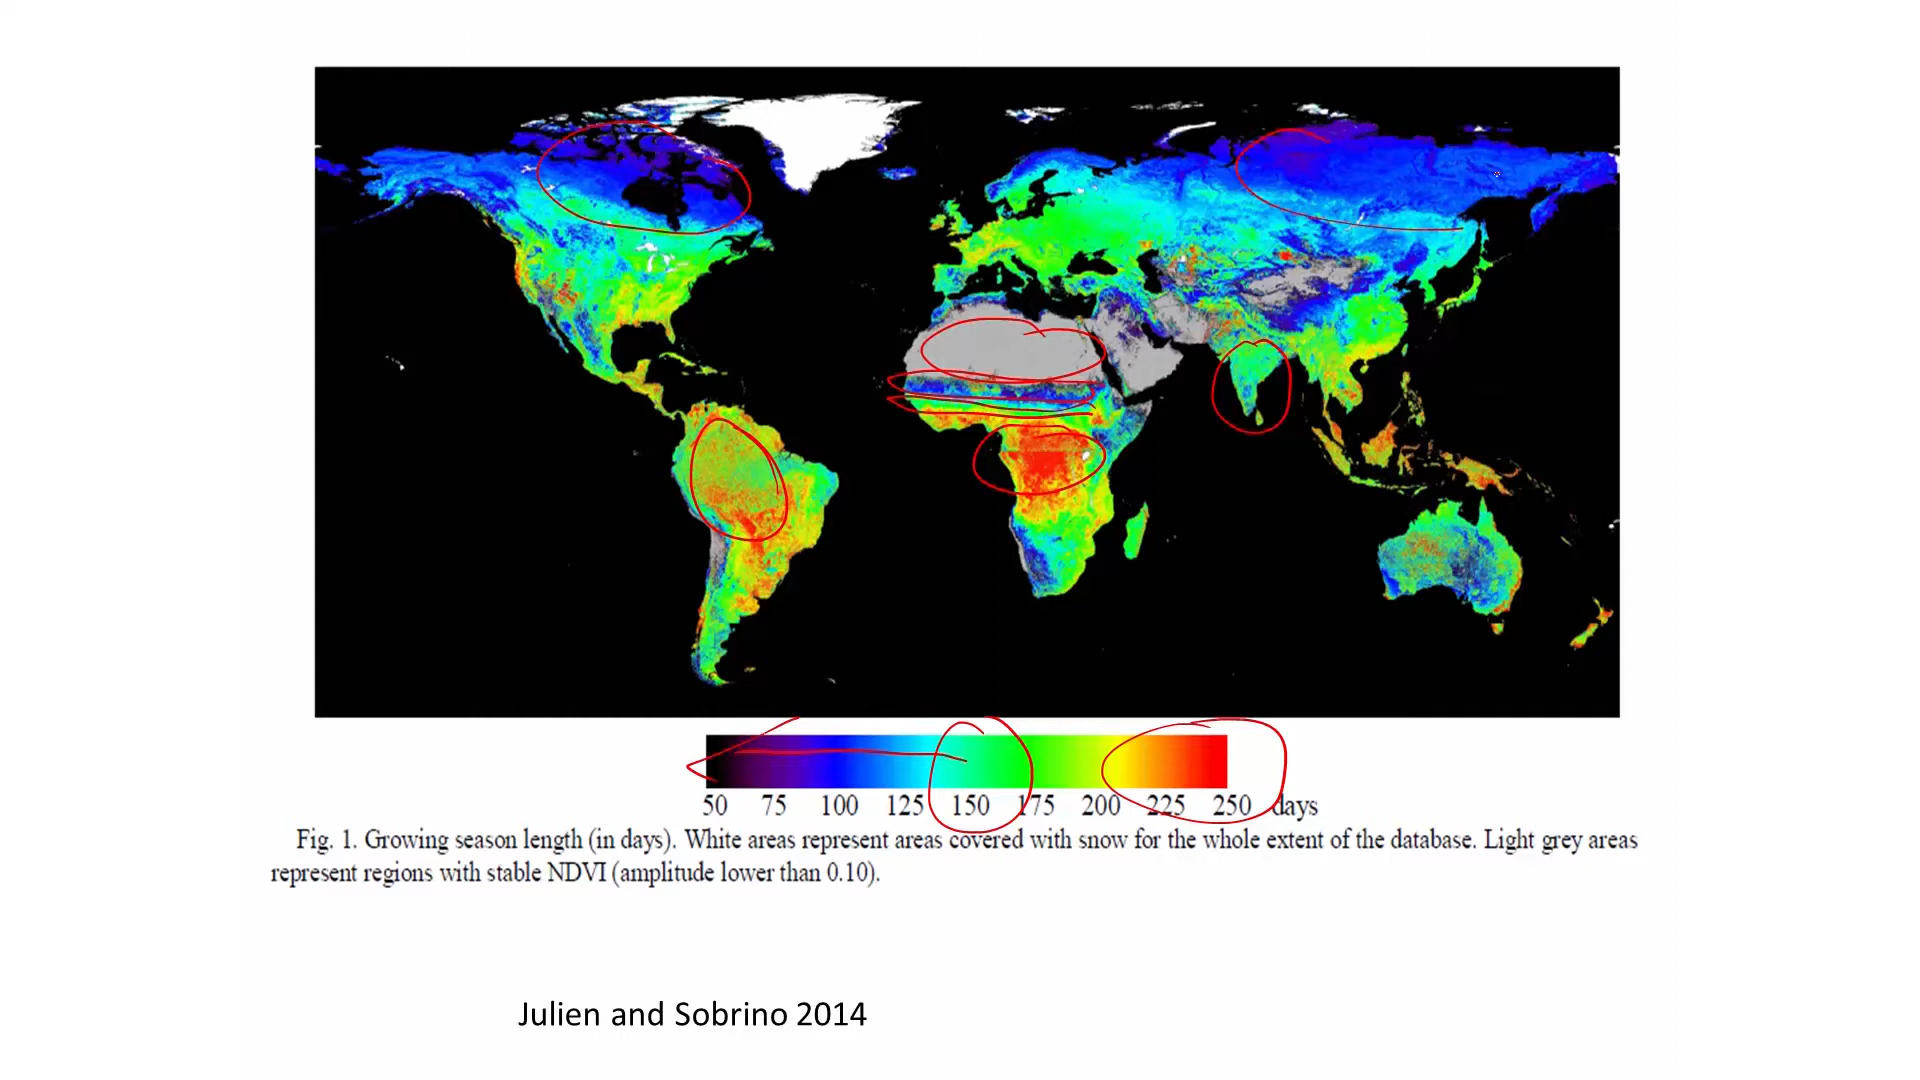 50 75 100 125 150 175 200 225 250 days
Fig. 1. Growing season length (in days). White areas represent areas covered with snow for the whole extent of the database. Light grey areas
represent regions with stable NDVI (amplitude lower than 0.10).
Julien and Sobrino 2014